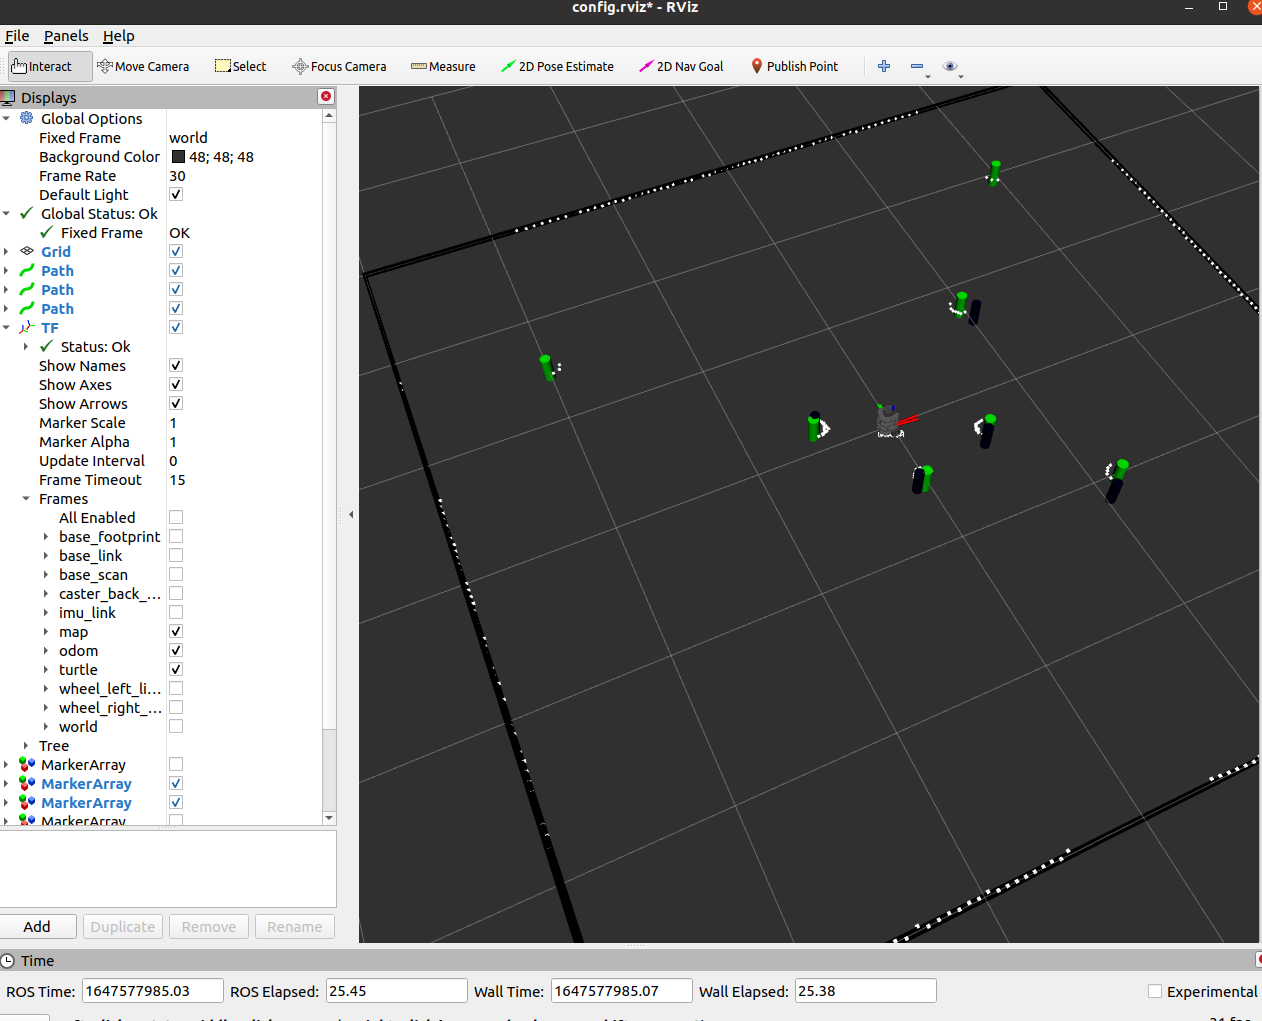 config.rviz* - RViz
File Panels Help
Interact Move Camera Select Focus Camera Measure 2D Pose Estimate 2D Nav Goal Publish Point
Displays
Global Options
Fixed Frame world
Background Color 48; 48; 48
Frame Rate 30
Default Light
Global Status: Ok
Fixed Frame OK
Grid
Path
Path
Path
TF
Status: Ok
Show Names
Show Axes
Show Arrows
Marker Scale 1
Marker Alpha 1
Update Interval 0
Frame Timeout 15
Frames
All Enabled
base_footprint
base_link
base_scan
caster_back_...
imu_link
map
odom
turtle
wheel_left_li...
wheel_right_...
world
Tree
MarkerArray
MarkerArray
MarkerArray
MarkerArray
Add Duplicate Remove Rename
Time
ROS Time: 1647577985.03 ROS Elapsed: 25.45 Wall Time: 1647577985.07 Wall Elapsed: 25.38 Experimental